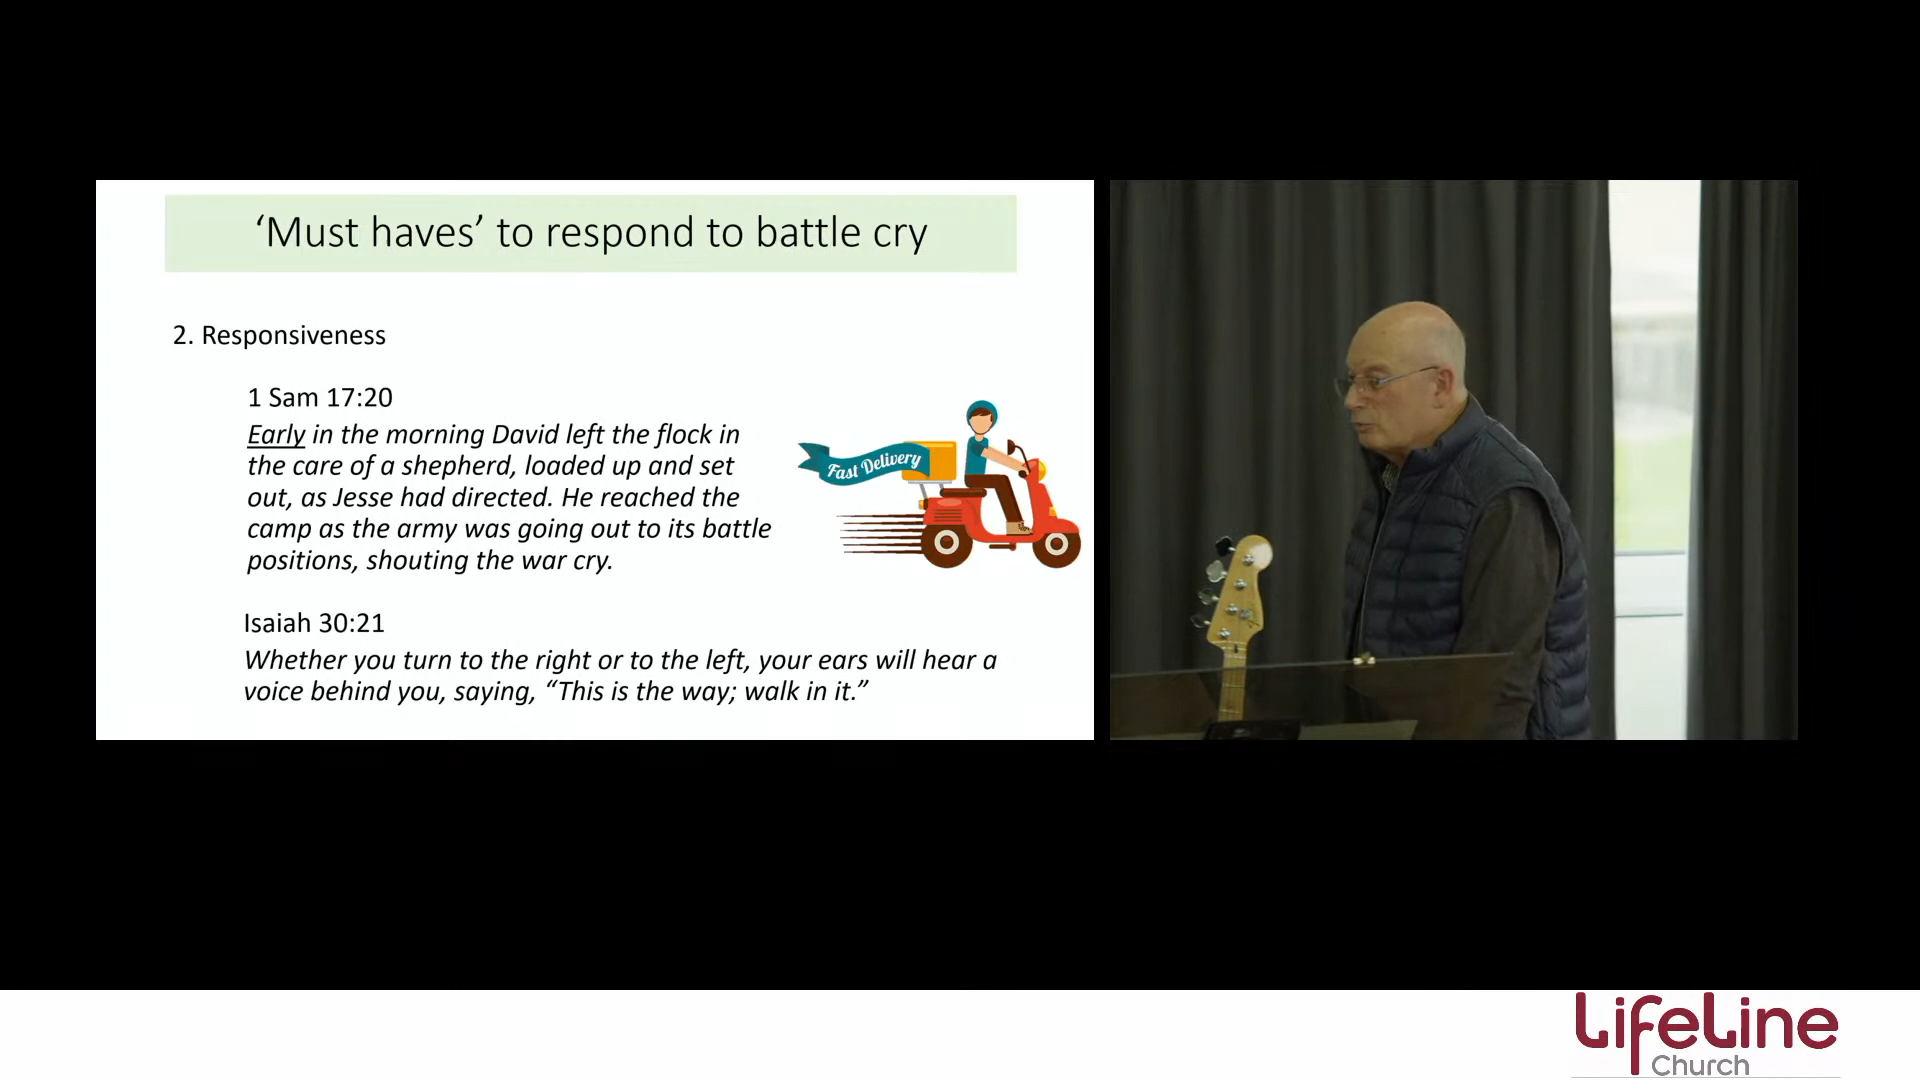 ‘Must haves’ to respond to battle cry
2. Responsiveness
1 Sam 17:20
Early in the morning David left the flock in
the care of a shepherd, loaded up and set
out, as Jesse had directed. He reached the
camp as the army was going out to its battle
positions, shouting the war cry.
Fast Delivery
Isaiah 30:21
Whether you turn to the right or to the left, your ears will hear a
voice behind you, saying, “This is the way; walk in it.”
LifeLine
Church